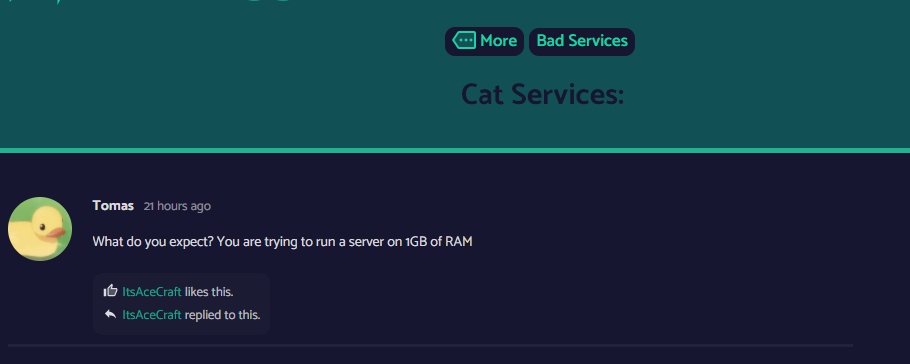 More
Bad Services
Cat Services:
Tomas 21 hours ago
What do you expect? You are trying to run a server on 1GB of RAM
ItsAceCraft likes this.
ItsAceCraft replied to this.